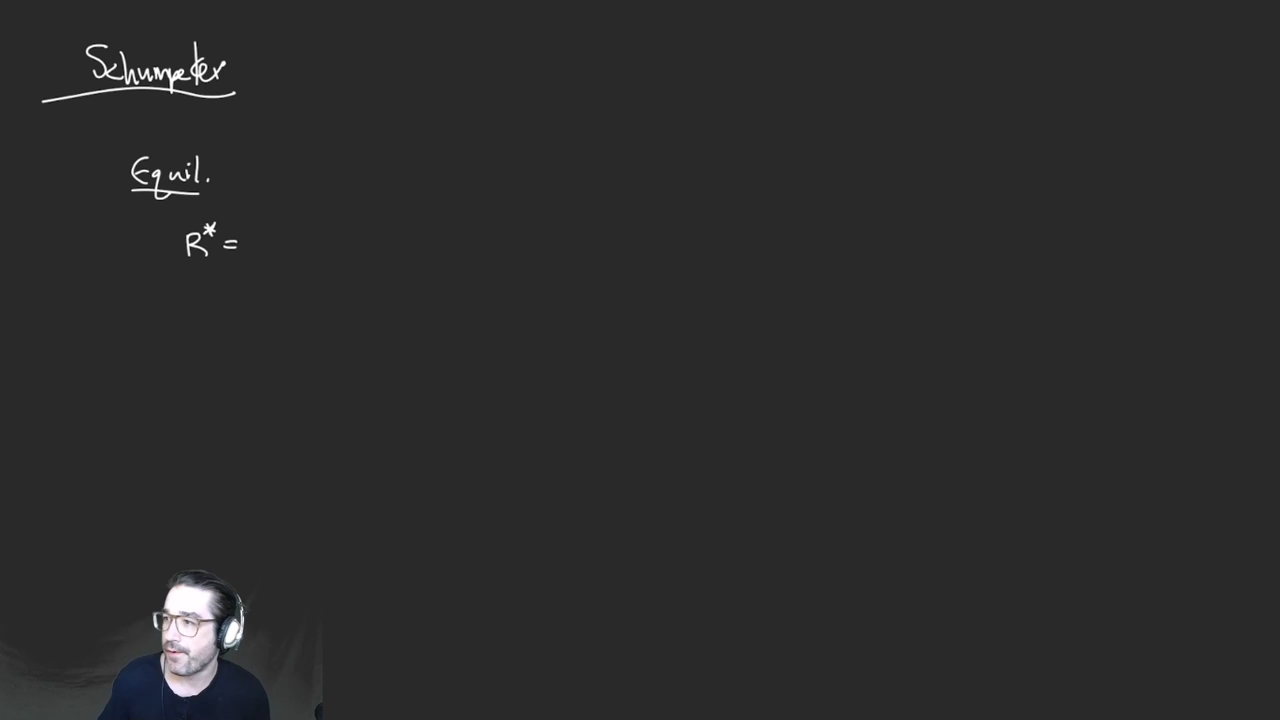 Schumpeter
Equil.
R* =